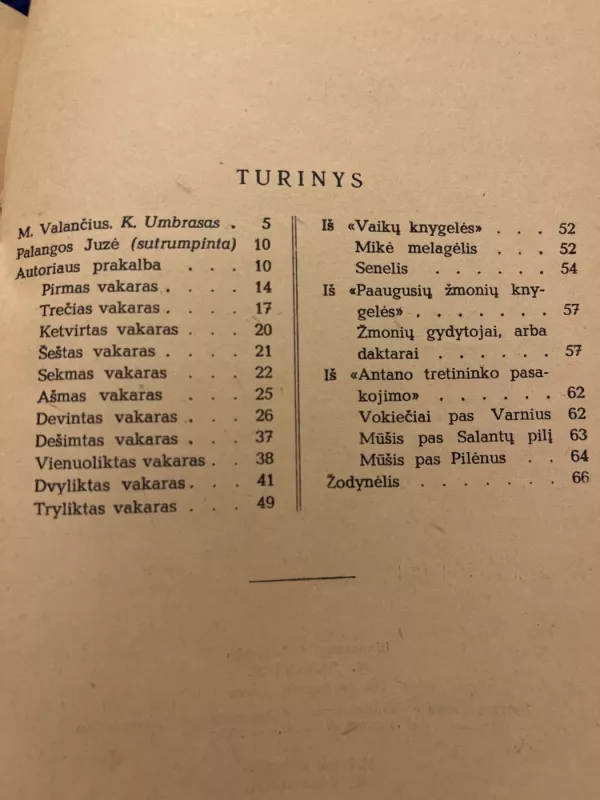 TURINYS
M. Valančius. K. Umbrasas . 5
Palangos Juzė (sutrumpinta) 10
Autoriaus prakalba . . . 10
Pirmas vakaras . . . . 14
Trečias vakaras . . . . 17
Ketvirtas vakaras . . . 20
Šeštas vakaras . . . . 21
Sekmas vakaras . . . 22
Ašmas vakaras . . . . 25
Devintas vakaras . . . 26
Dešimtas vakaras . . . 37
Vienuoliktas vakaras . . 38
Dvyliktas vakaras . . . 41
Tryliktas vakaras . . . 49
Iš «Vaikų knygelės» . . . 52
Mikė melagėlis . . . 52
Senelis . . . . . . 54
Iš «Paaugusių žmonių kny-
gelės» . . . . . . . 57
Žmonių gydytojai, arba
daktarai . . . . . . 57
Iš «Antano tretininko pasa-
kojimo» . . . . . . 62
Vokiečiai pas Varnius 62
Mūšis pas Salantų pilį 63
Mūšis pas Pilėnus . . 64
Žodynėlis . . . . . . . 66